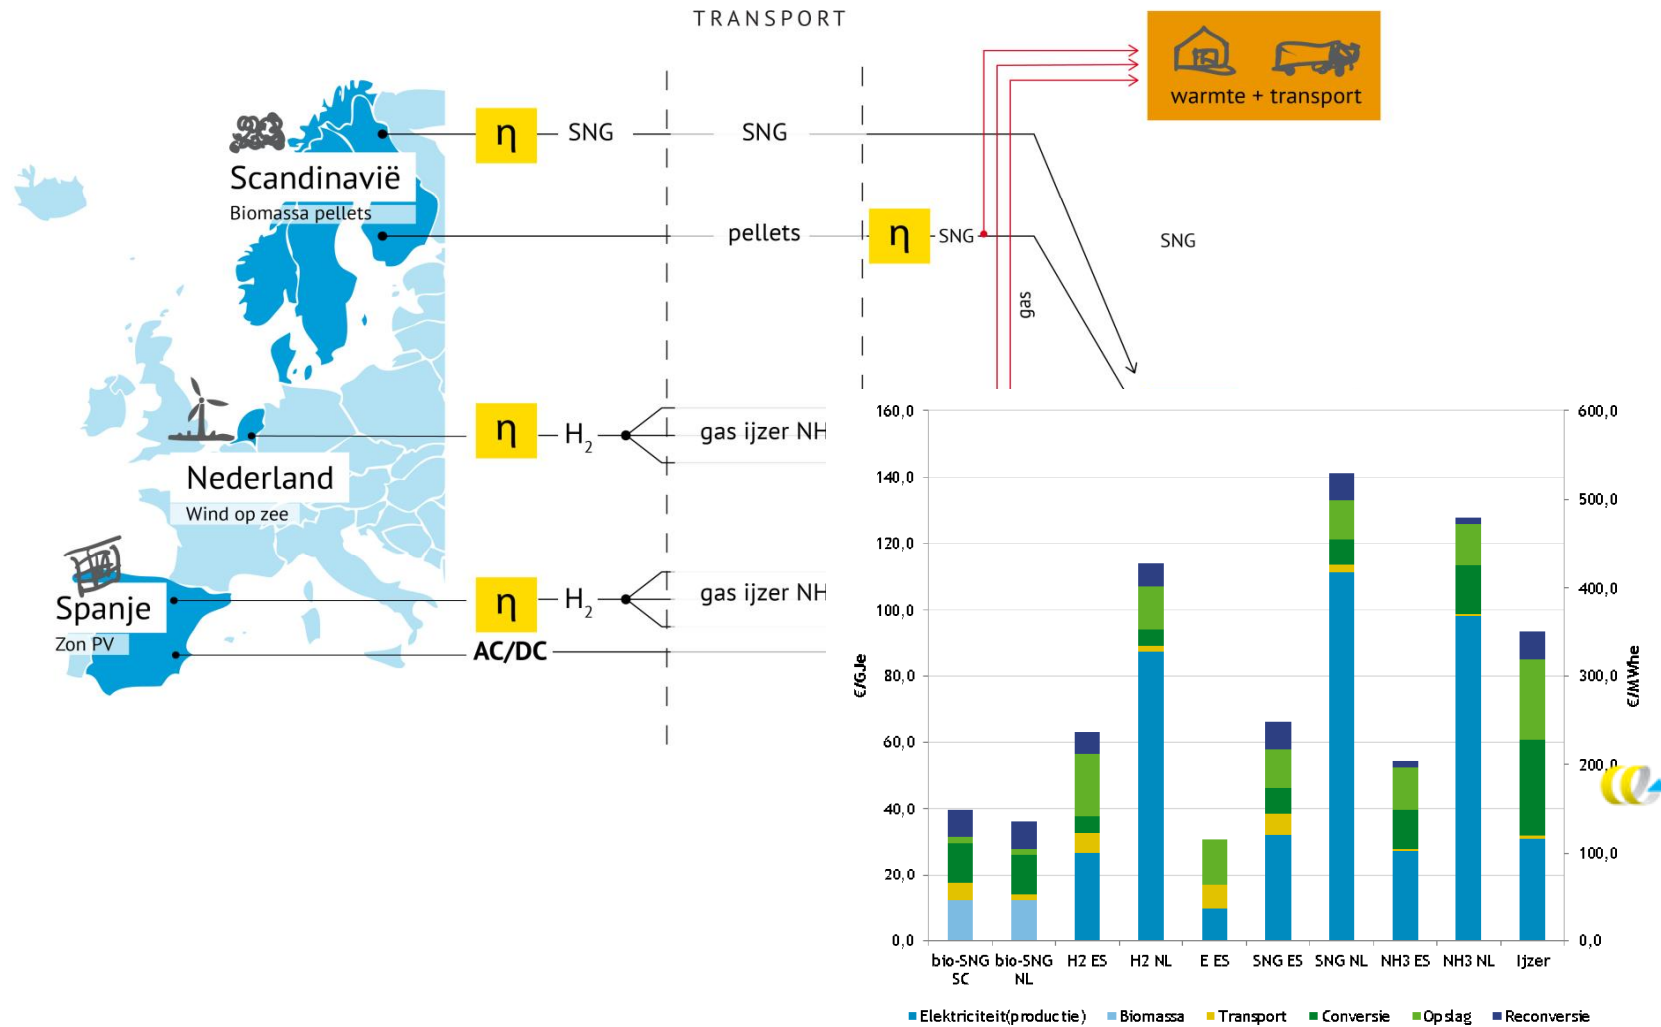 TRANSPORT
warmte + transport
η
SNG
SNG
Scandinavië
Biomassa pellets
pellets
η
SNG
SNG
gas
η
H2
gas ijzer NH
Nederland
Wind op zee
η
H2
gas ijzer NH
Spanje
Zon PV
AC/DC
160,0
140,0
120,0
100,0
80,0
60,0
40,0
20,0
0,0
€/GJe
600,0
500,0
400,0
300,0
200,0
100,0
0,0
€/MWhe
bio-SNG SC
bio-SNG NL
H2 ES
H2 NL
E ES
SNG ES
SNG NL
NH3 ES
NH3 NL
Ijzer
Elektriciteit(productie)
Biomassa
Transport
Conversie
Opslag
Reconversie